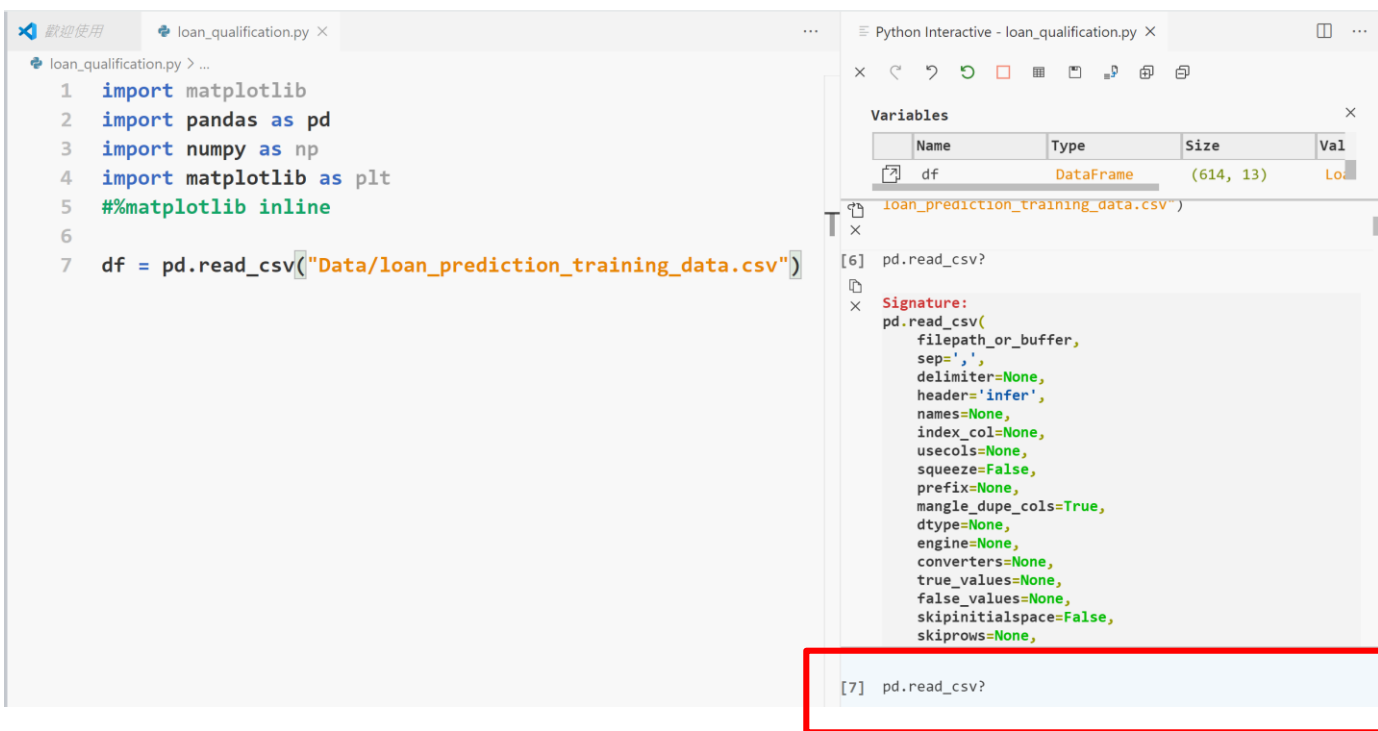 歡迎使用
loan_qualification.py
loan_qualification.py > ...
1 import matplotlib
2 import pandas as pd
3 import numpy as np
4 import matplotlib as plt
5 #%matplotlib inline
6
7 df = pd.read_csv("Data/loan_prediction_training_data.csv")
Python Interactive - loan_qualification.py
Variables
Name Type Size Val
df DataFrame (614, 13) Loa
loan_prediction_training_data.csv")
[6] pd.read_csv?
Signature:
pd.read_csv(
filepath_or_buffer,
sep=',',
delimiter=None,
header='infer',
names=None,
index_col=None,
usecols=None,
squeeze=False,
prefix=None,
mangle_dupe_cols=True,
dtype=None,
engine=None,
converters=None,
true_values=None,
false_values=None,
skipinitialspace=False,
skiprows=None,
[7] pd.read_csv?